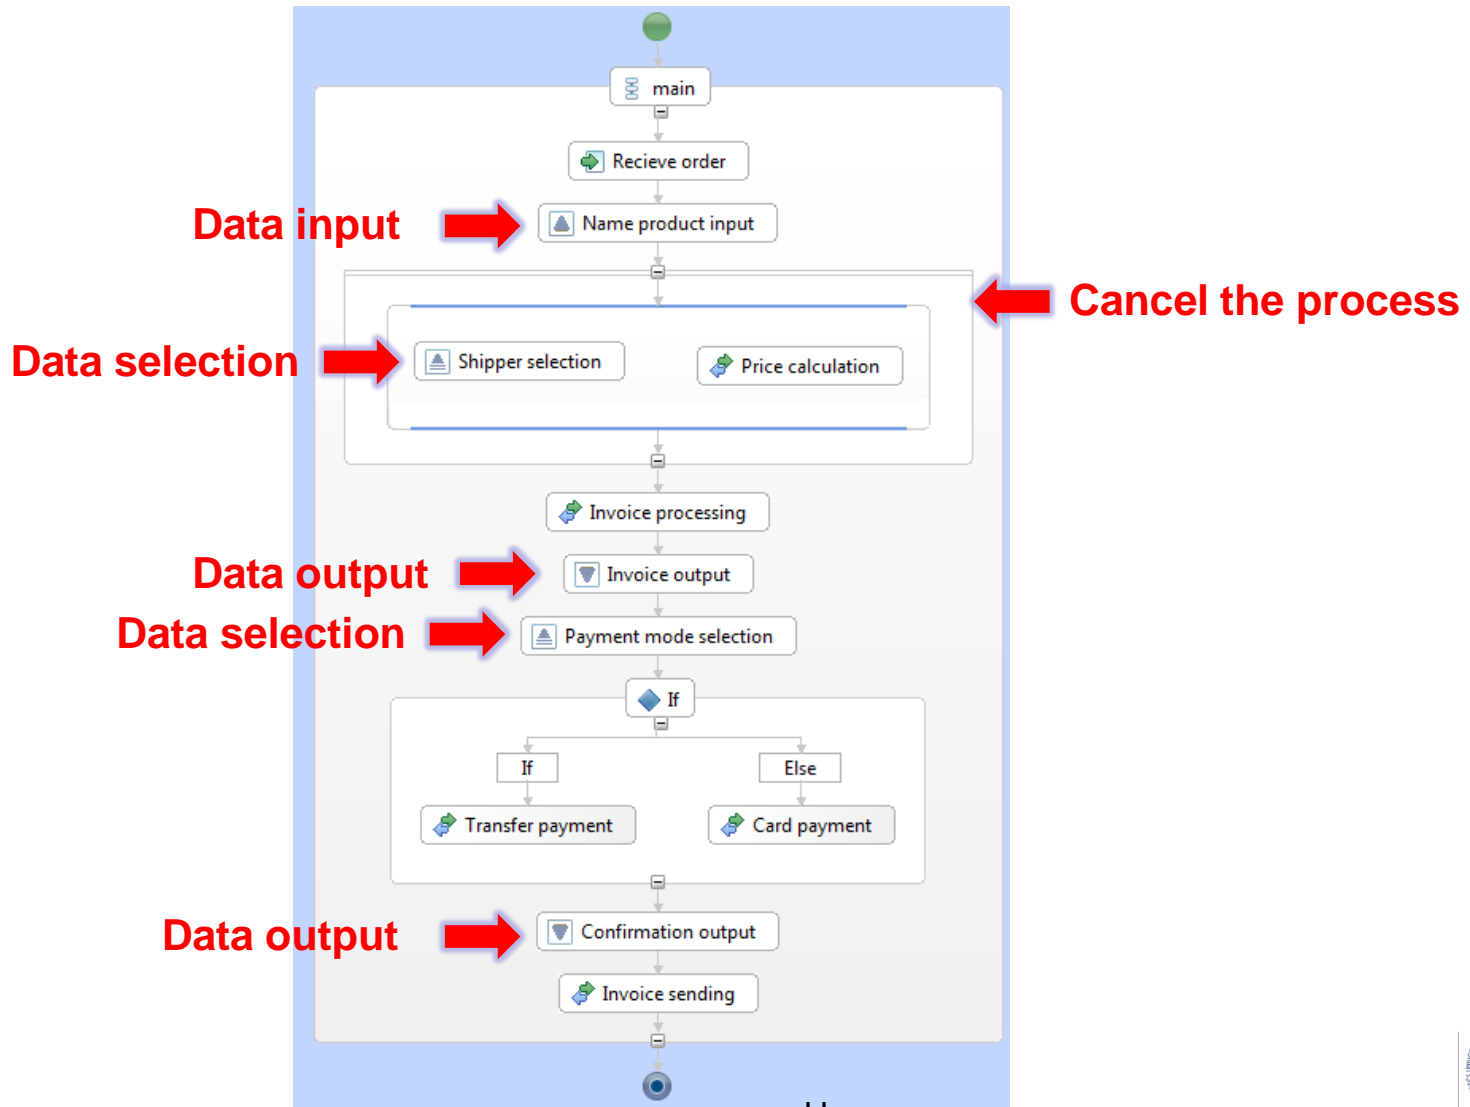 main
Recieve order
Data input
Name product input
Cancel the process
Data selection
Shipper selection
Price calculation
Invoice processing
Data output
Invoice output
Data selection
Payment mode selection
If
If
Else
Transfer payment
Card payment
Data output
Confirmation output
Invoice sending